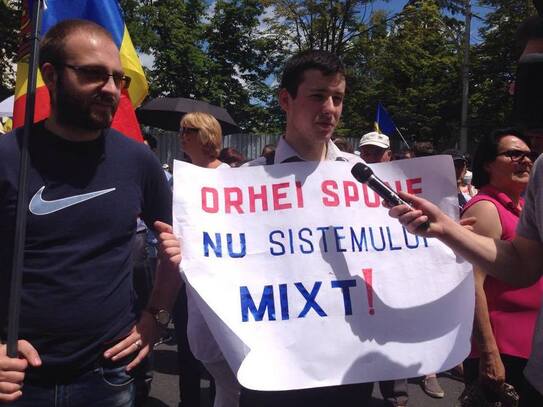 ORHEI SPUNE
NU SISTEMULUI
MIXT!